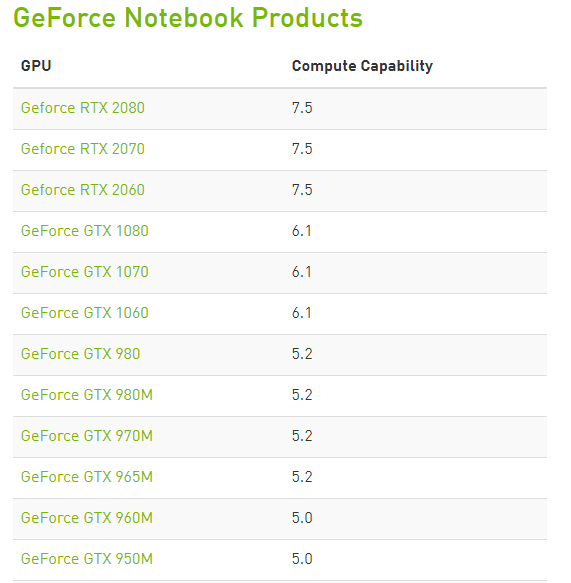 GeForce Notebook Products
GPU Compute Capability
Geforce RTX 2080 7.5
Geforce RTX 2070 7.5
Geforce RTX 2060 7.5
GeForce GTX 1080 6.1
GeForce GTX 1070 6.1
GeForce GTX 1060 6.1
GeForce GTX 980 5.2
GeForce GTX 980M 5.2
GeForce GTX 970M 5.2
GeForce GTX 965M 5.2
GeForce GTX 960M 5.0
GeForce GTX 950M 5.0